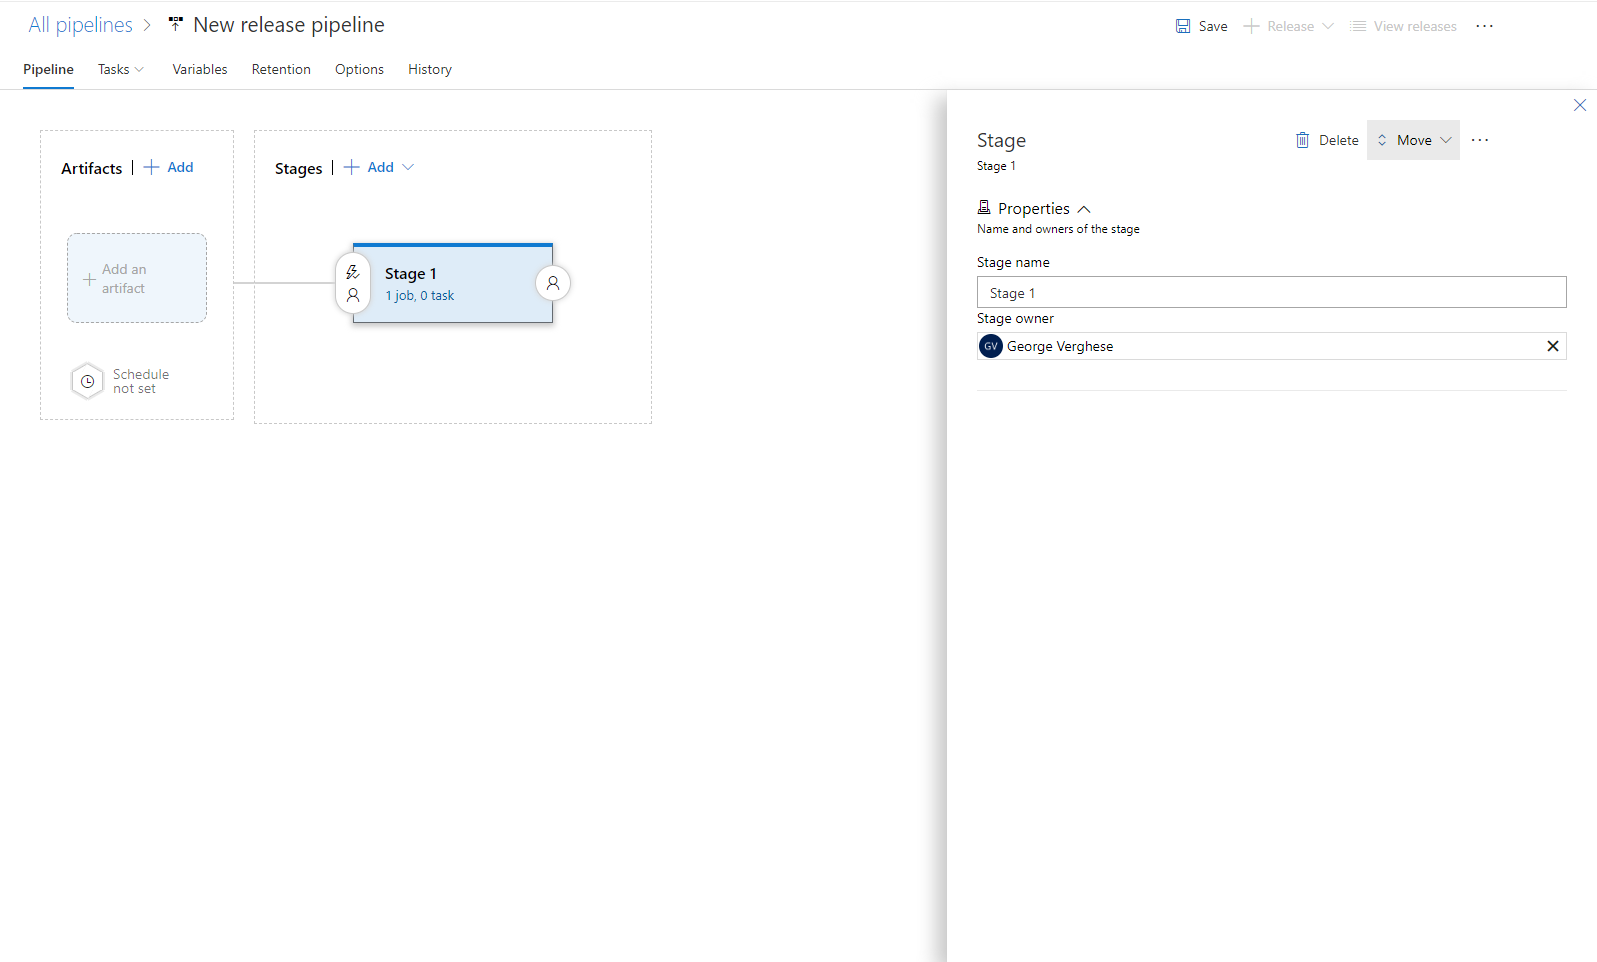 All pipelines > New release pipeline
Save Release View releases ...
Pipeline Tasks Variables Retention Options History
Artifacts | + Add
Stages | + Add
Add an
artifact
Schedule
not set
Stage 1
1 job, 0 task
Stage
Delete Move ...
Stage 1
Properties
Name and owners of the stage
Stage name
Stage 1
Stage owner
GV George Verghese